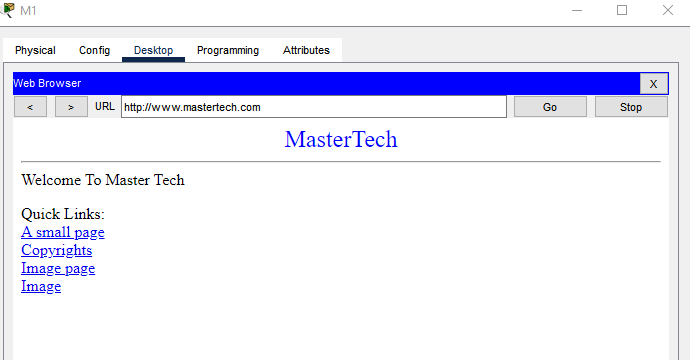 M1
Physical Config Desktop Programming Attributes
Web Browser X
< > URL http://www.mastertech.com Go Stop
MasterTech
Welcome To Master Tech
Quick Links:
A small page
Copyrights
Image page
Image